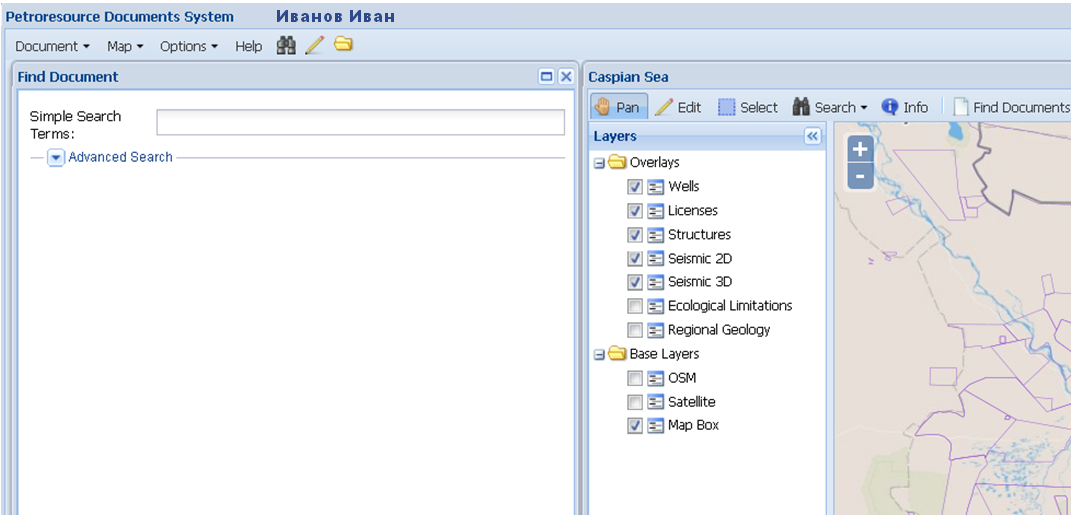 Petroresource Documents System Иванов Иван
Document Map Options Help
Find Document
Simple Search
Terms:
Advanced Search
Caspian Sea
Pan Edit Select Search Info Find Documents
Layers
Overlays
Wells
Licenses
Structures
Seismic 2D
Seismic 3D
Ecological Limitations
Regional Geology
Base Layers
OSM
Satellite
Map Box
+
-